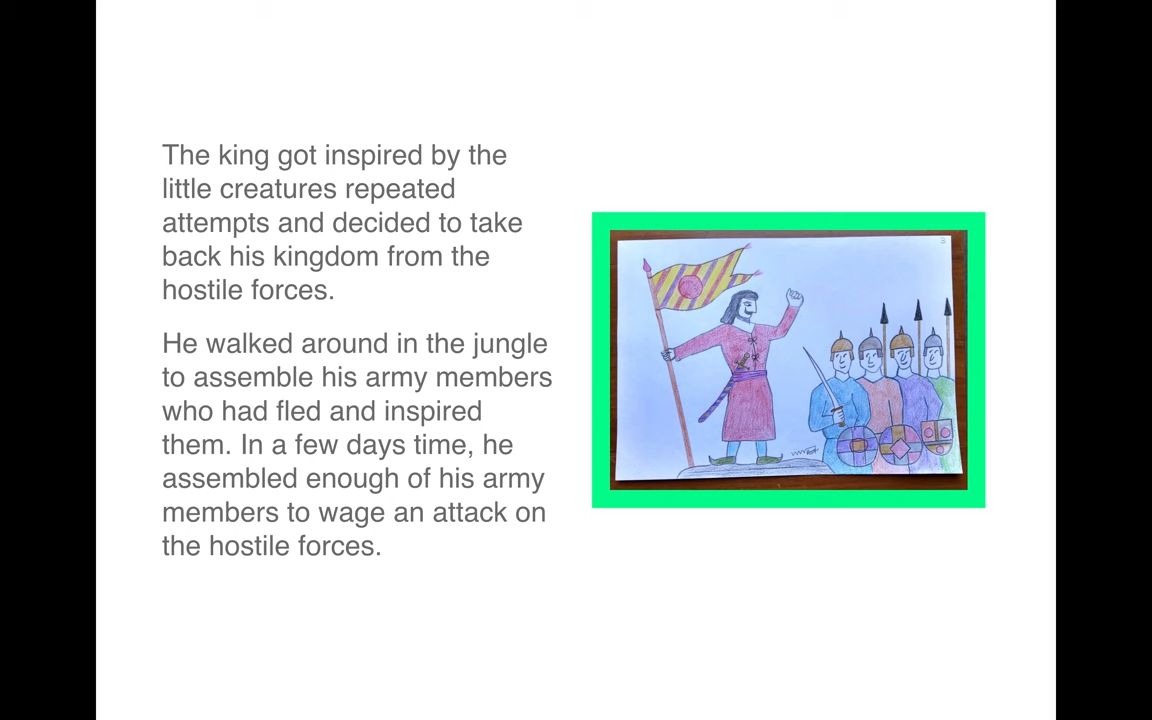 The king got inspired by the
little creatures repeated
attempts and decided to take
back his kingdom from the
hostile forces.
He walked around in the jungle
to assemble his army members
who had fled and inspired
them. In a few days time, he
assembled enough of his army
members to wage an attack on
the hostile forces.
3